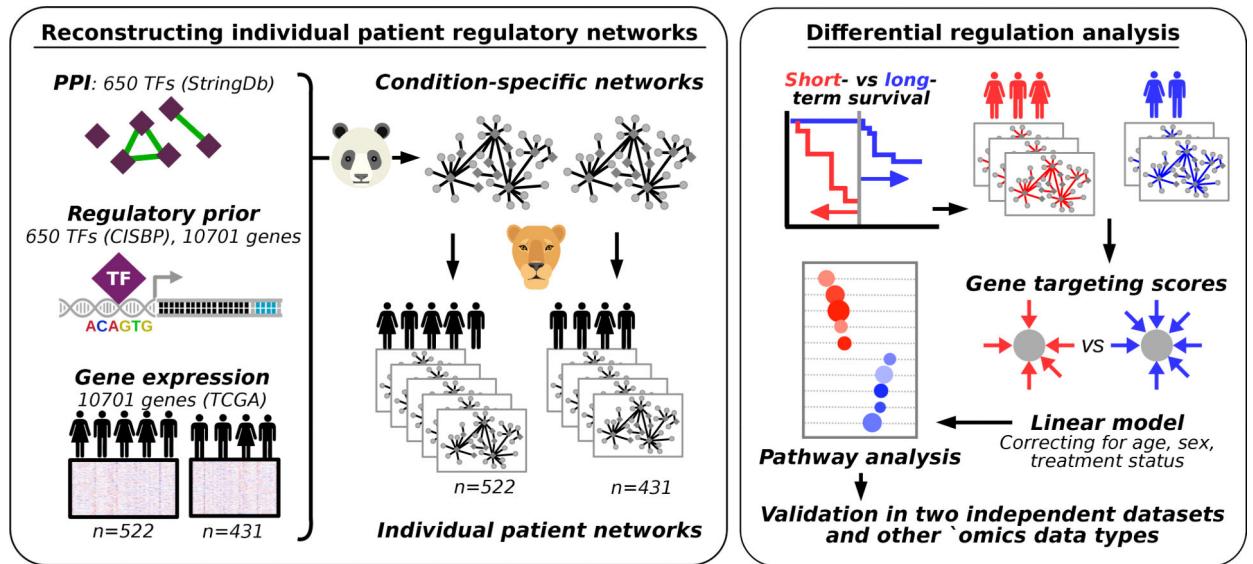 Reconstructing individual patient regulatory networks
PPI: 650 TFs (StringDb)
Regulatory prior
650 TFs (CISBP), 10701 genes
TF
ACAGTG
Gene expression
10701 genes (TCGA)
n=522
n=431
Condition-specific networks
n=522
n=431
Individual patient networks
Differential regulation analysis
Short- vs long-
term survival
Gene targeting scores
vs
Linear model
Correcting for age, sex,
treatment status
Pathway analysis
Validation in two independent datasets
and other `omics data types